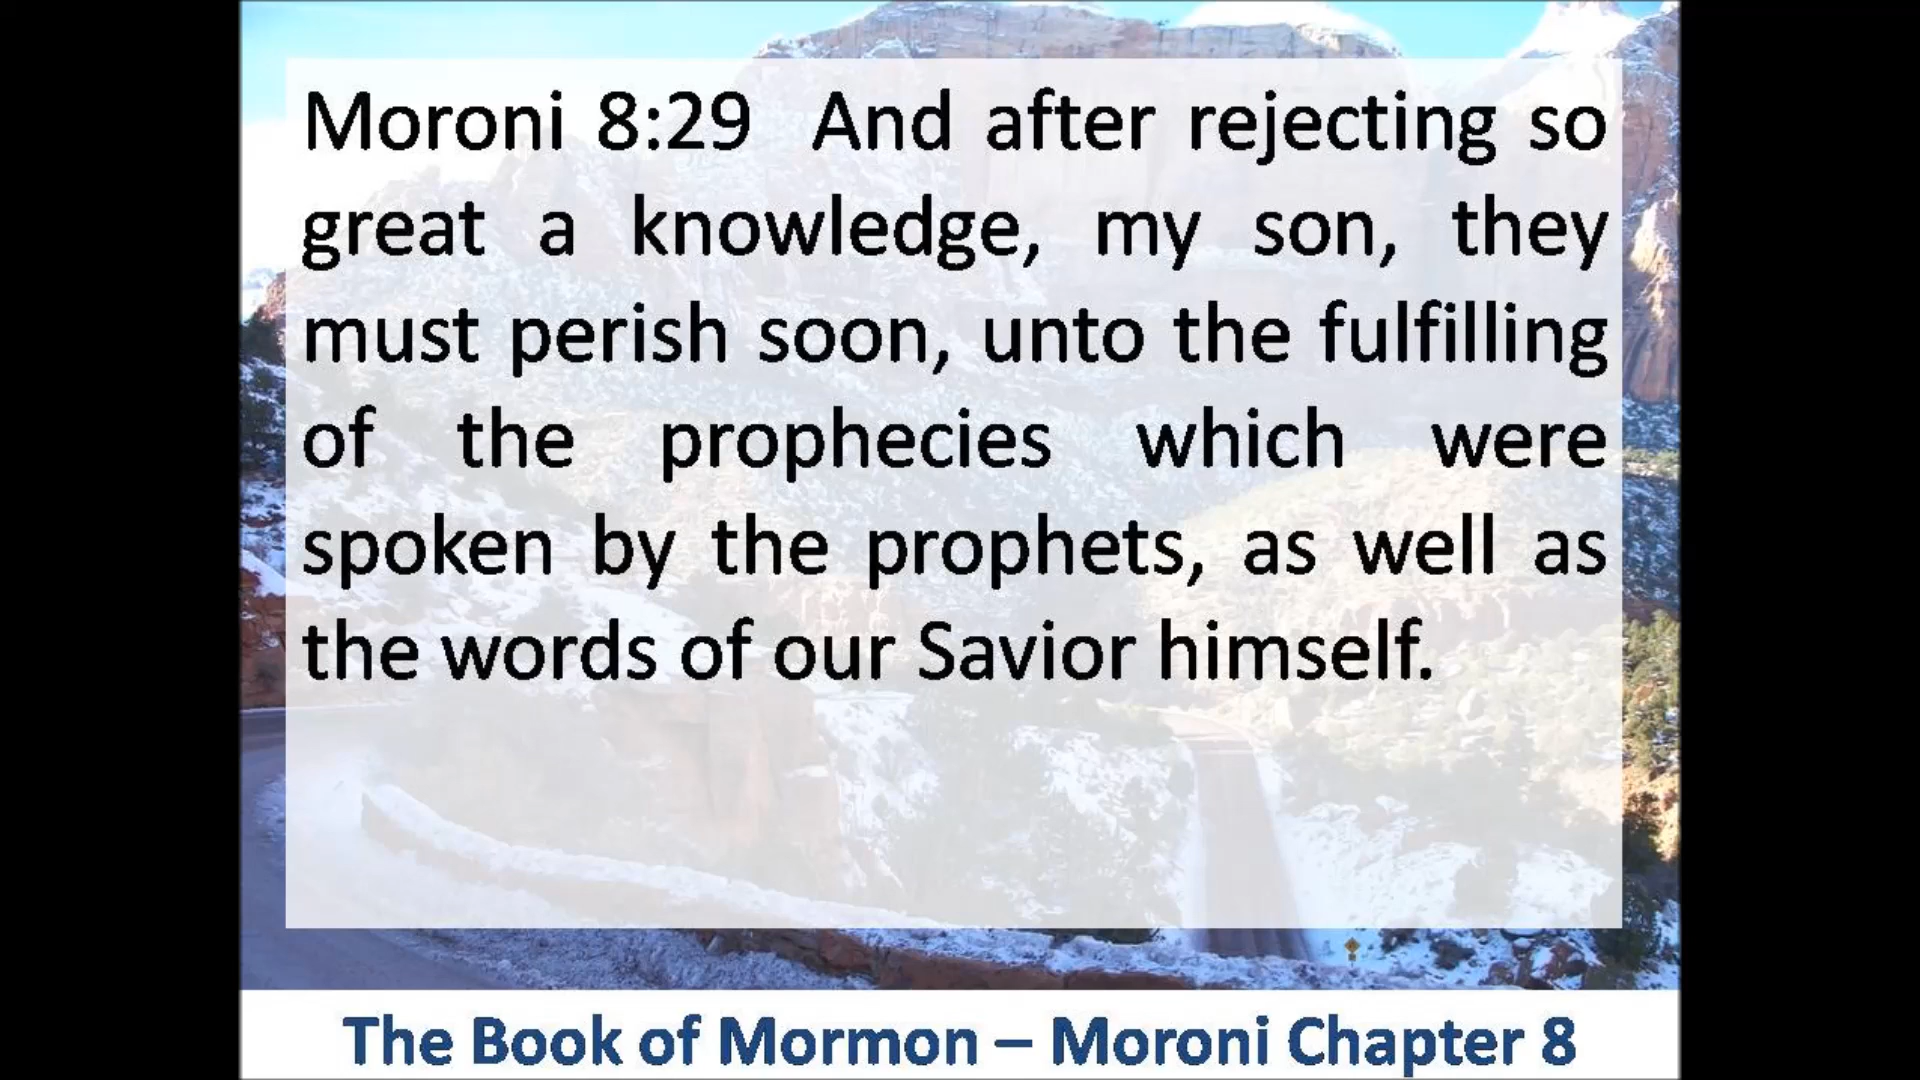 Moroni 8:29 And after rejecting so
great a knowledge, my son, they
must perish soon, unto the fulfilling
of the prophecies which were
spoken by the prophets, as well as
the words of our Savior himself.
The Book of Mormon – Moroni Chapter 8